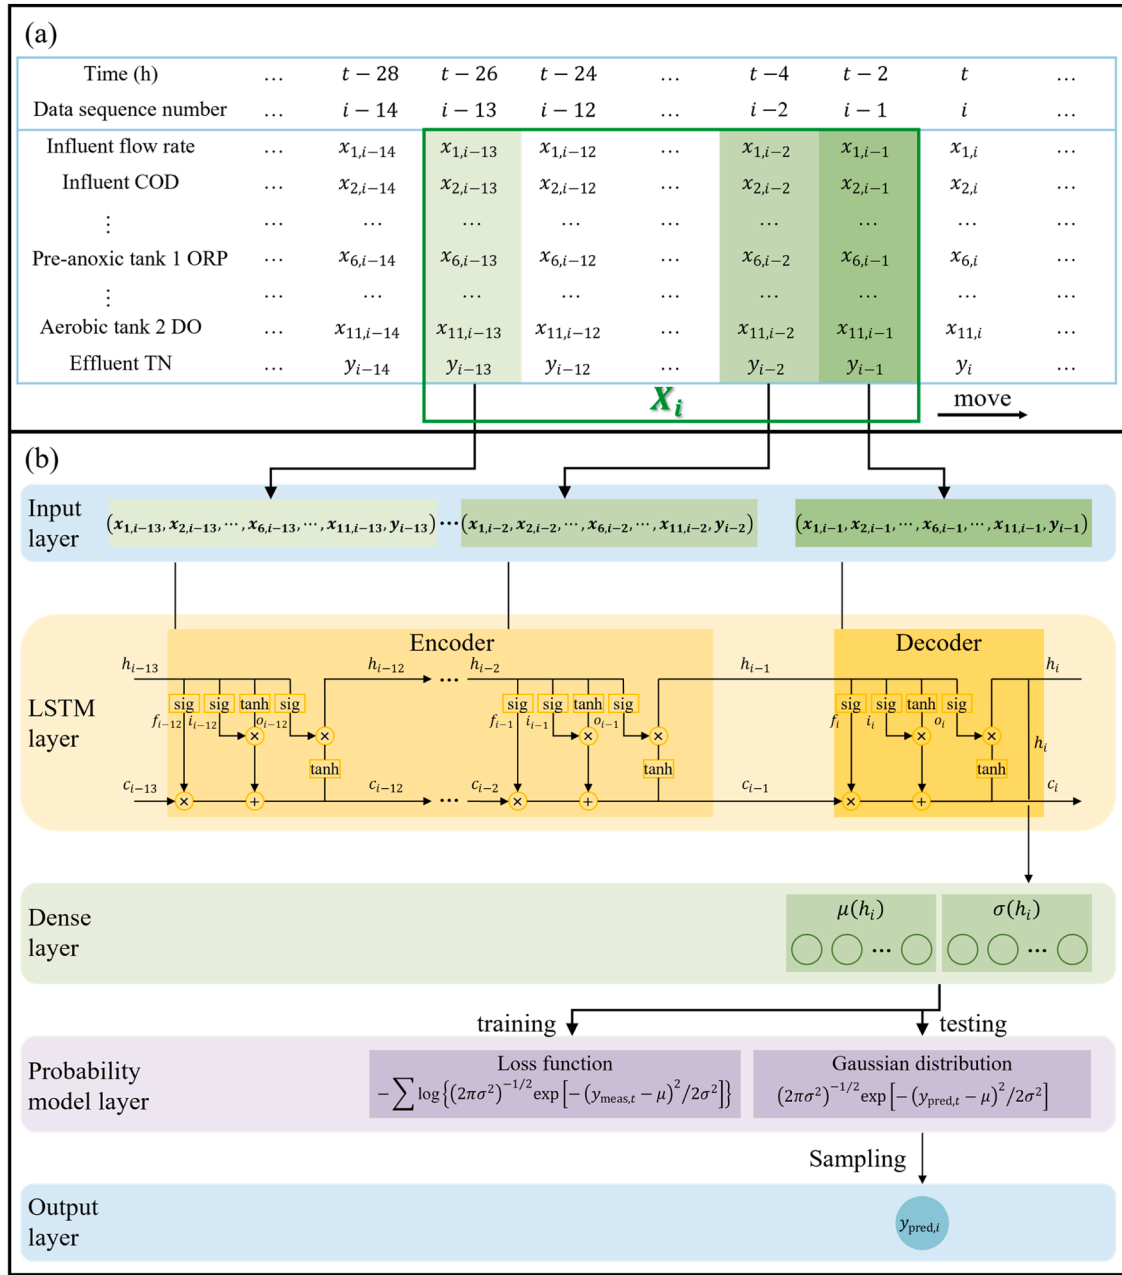 (a)
Time (h) … t − 28 t − 26 t − 24 … t − 4 t − 2 t …
Data sequence number … i − 14 i − 13 i − 12 … i − 2 i − 1 i …
Influent flow rate … x1,i−14 x1,i−13 x1,i−12 … x1,i−2 x1,i−1 x1,i …
Influent COD … x2,i−14 x2,i−13 x2,i−12 … x2,i−2 x2,i−1 x2,i …
⋮ … … … … … … … … …
Pre-anoxic tank 1 ORP … x6,i−14 x6,i−13 x6,i−12 … x6,i−2 x6,i−1 x6,i …
⋮ … … … … … … … … …
Aerobic tank 2 DO … x11,i−14 x11,i−13 x11,i−12 … x11,i−2 x11,i−1 x11,i …
Effluent TN … yi−14 yi−13 yi−12 … yi−2 yi−1 yi …
Xi move
(b)
Input
layer
(x1,i−13, x2,i−13, ⋯, x6,i−13, ⋯, x11,i−13, yi−13) ⋯ (x1,i−2, x2,i−2, ⋯, x6,i−2, ⋯, x11,i−2, yi−2) (x1,i−1, x2,i−1, ⋯, x6,i−1, ⋯, x11,i−1, yi−1)
Encoder Decoder
LSTM
layer
hi−13 hi−12 ⋯ hi−2 hi−1 hi
sig sig tanh sig sig sig tanh sig sig sig tanh sig
fi−12 ii−12 oi−12 fi−1 ii−1 oi−1 fi ii oi
× × × × × × hi
tanh tanh tanh
ci−13 ci−12 ⋯ ci−2 ci−1 ci
× + × + × +
Dense
layer
μ(hi) σ(hi)
⋯ ⋯
training testing
Probability
model layer
Loss function
−∑ log{(2πσ²)^−1/2 exp[−(ymeas,t − μ)²/2σ²]}
Gaussian distribution
(2πσ²)^−1/2 exp[−(ypred,t − μ)²/2σ²]
Sampling
Output
layer
ypred,i